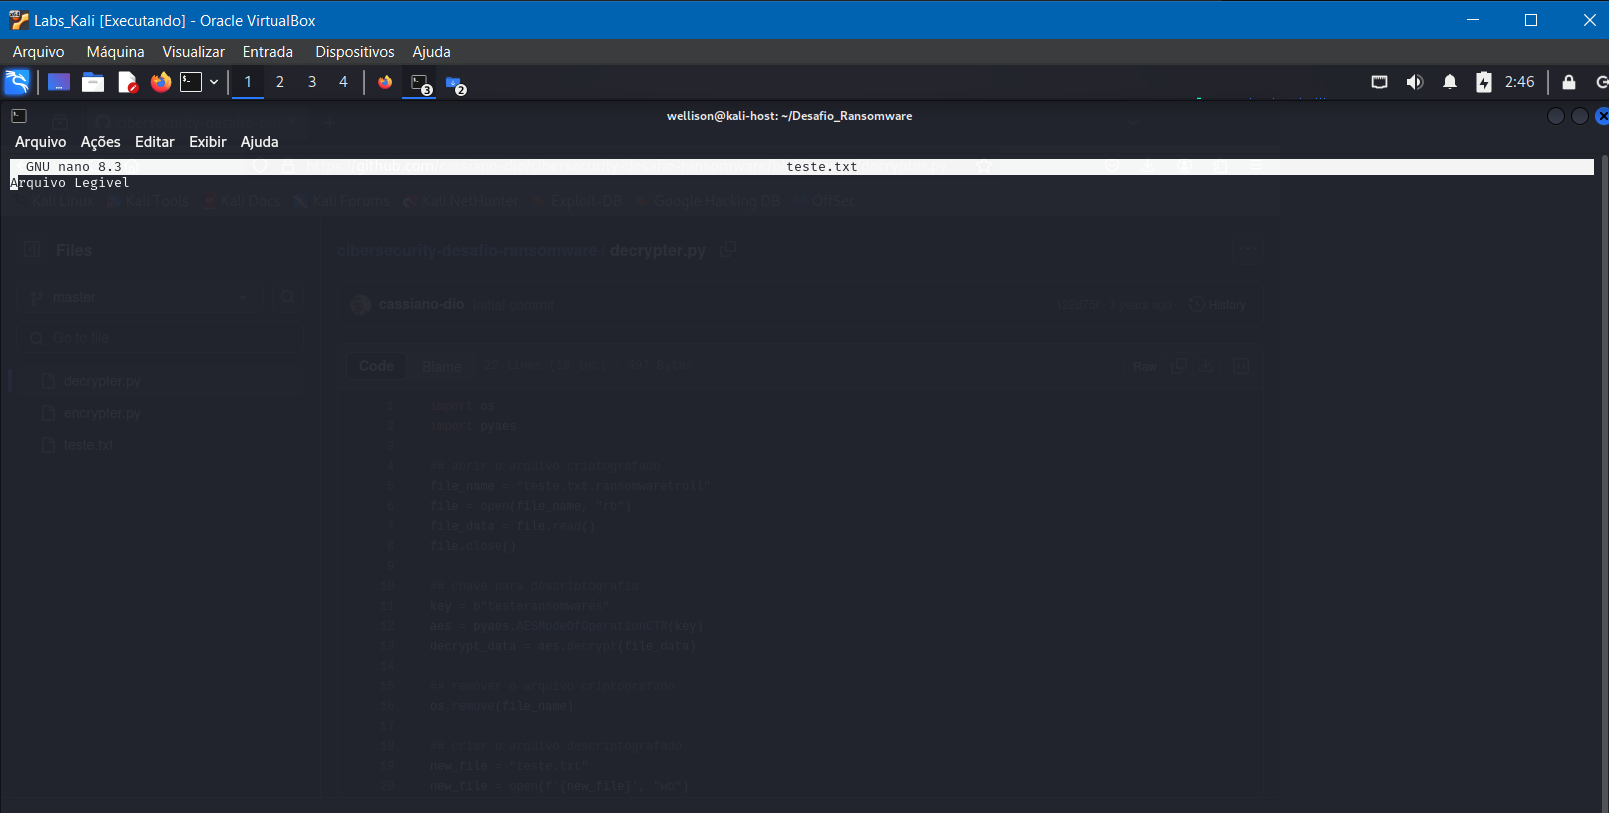 Labs_Kali [Executando] - Oracle VirtualBox
Arquivo Máquina Visualizar Entrada Dispositivos Ajuda
1 2 3 4 3 2 2:46
wellison@kali-host: ~/Desafio_Ransomware
Arquivo Ações Editar Exibir Ajuda
GNU nano 8.3 teste.txt
Arquivo Legivel
Kali Linux Kali Tools Kali Docs Kali Forums Kali NetHunter Exploit-DB Google Hacking DB OffSec
Files
cibersecurity-desafio-ransomware / decrypter.py
master
cassiano-dio Initial commit
3 years ago History
Go to file
Code Blame
Raw
decrypter.py
encrypter.py
teste.txt
1 import os
2 import pyaes
3
4 ## abrir o arquivo criptografado
5 file_name = "teste.txt.ransomwaretroll"
6 file = open(file_name, "rb")
7 file_data = file.read()
8 file.close()
9
10 ## chave para descriptografia
11 key = b"testeransomwares"
12 aes = pyaes.AESModeOfOperationCTR(key)
13 decrypt_data = aes.decrypt(file_data)
14
15 ## remover o arquivo criptografado
16 os.remove(file_name)
17
18 ## criar o arquivo descriptografado
19 new_file = "teste.txt"
20 new_file = open(f'{new_file}', "wb")